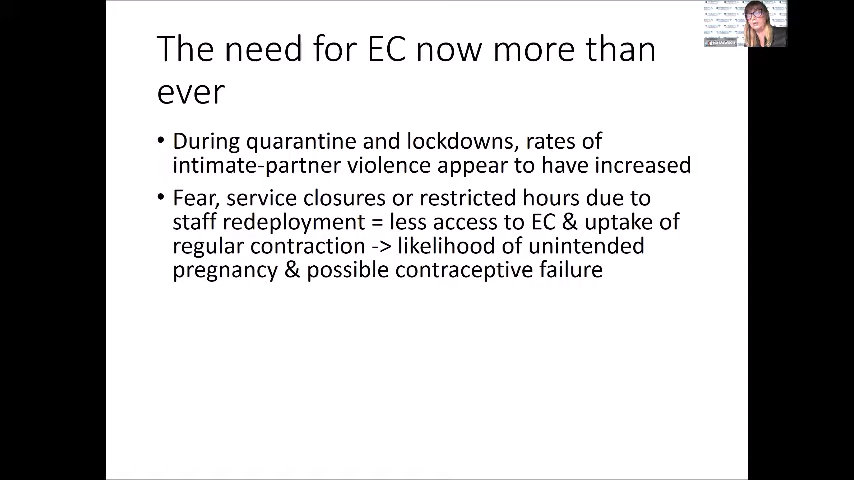 The need for EC now more than
ever
• During quarantine and lockdowns, rates of
intimate-partner violence appear to have increased
• Fear, service closures or restricted hours due to
staff redeployment = less access to EC & uptake of
regular contraction -> likelihood of unintended
pregnancy & possible contraceptive failure